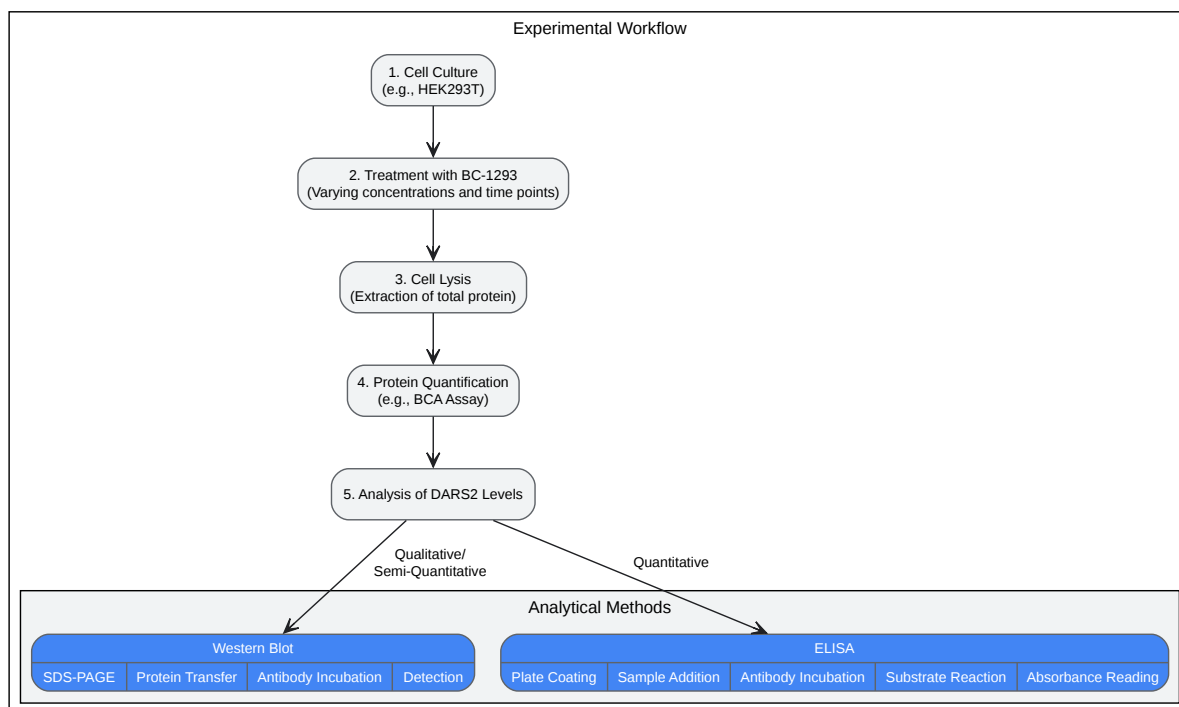 Experimental Workflow
1. Cell Culture
(e.g., HEK293T)
2. Treatment with BC-1293
(Varying concentrations and time points)
3. Cell Lysis
(Extraction of total protein)
4. Protein Quantification
(e.g., BCA Assay)
5. Analysis of DARS2 Levels
Qualitative/
Semi-Quantitative
Quantitative
Analytical Methods
Western Blot
SDS-PAGE
Protein Transfer
Antibody Incubation
Detection
ELISA
Plate Coating
Sample Addition
Antibody Incubation
Substrate Reaction
Absorbance Reading